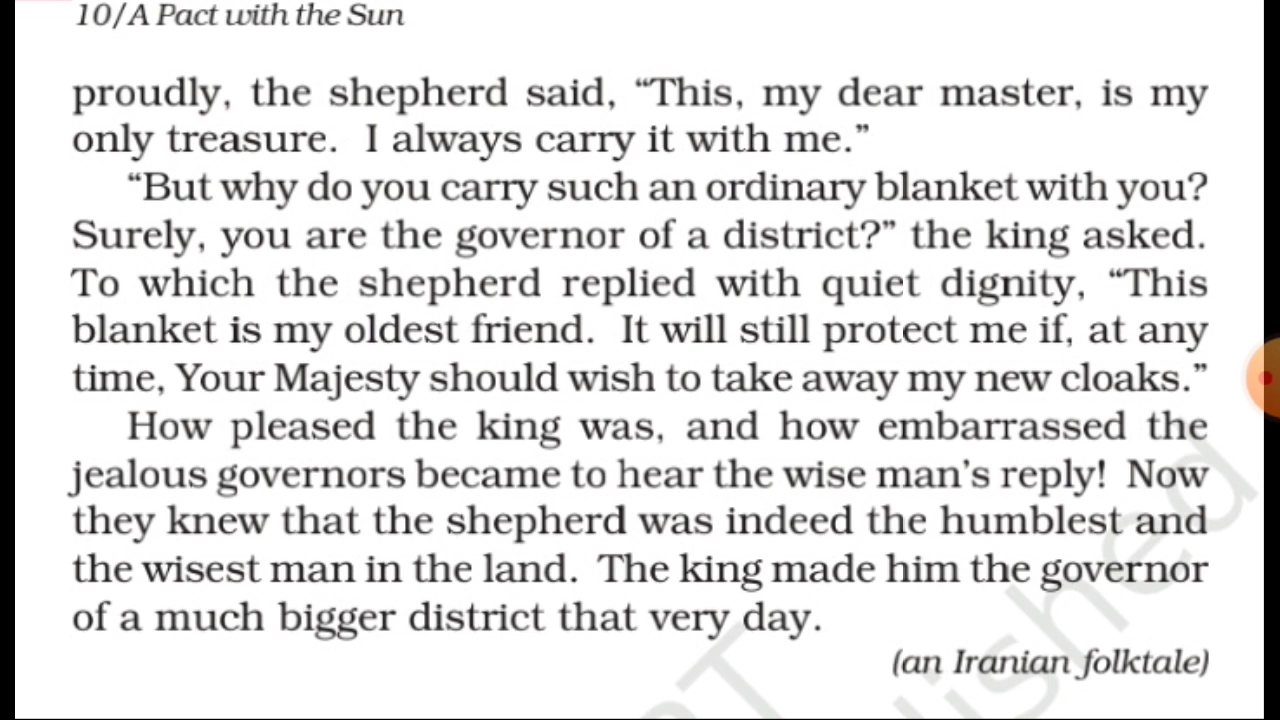 10/A Pact with the Sun
proudly, the shepherd said, “This, my dear master, is my
only treasure. I always carry it with me.”
“But why do you carry such an ordinary blanket with you?
Surely, you are the governor of a district?” the king asked.
To which the shepherd replied with quiet dignity, “This
blanket is my oldest friend. It will still protect me if, at any
time, Your Majesty should wish to take away my new cloaks.”
How pleased the king was, and how embarrassed the
jealous governors became to hear the wise man’s reply! Now
they knew that the shepherd was indeed the humblest and
the wisest man in the land. The king made him the governor
of a much bigger district that very day.
(an Iranian folktale)